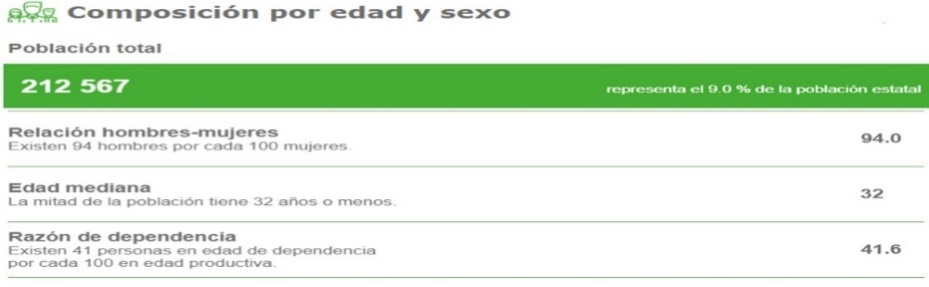 Composición por edad y sexo
Población total
212 567
representa el 9.0 % de la población estatal
Relación hombres-mujeres
94.0
Existen 94 hombres por cada 100 mujeres.
Edad mediana
32
La mitad de la población tiene 32 años o menos.
Razón de dependencia
Existen 41 personas en edad de dependencia
41.6
por cada 100 en edad productiva.